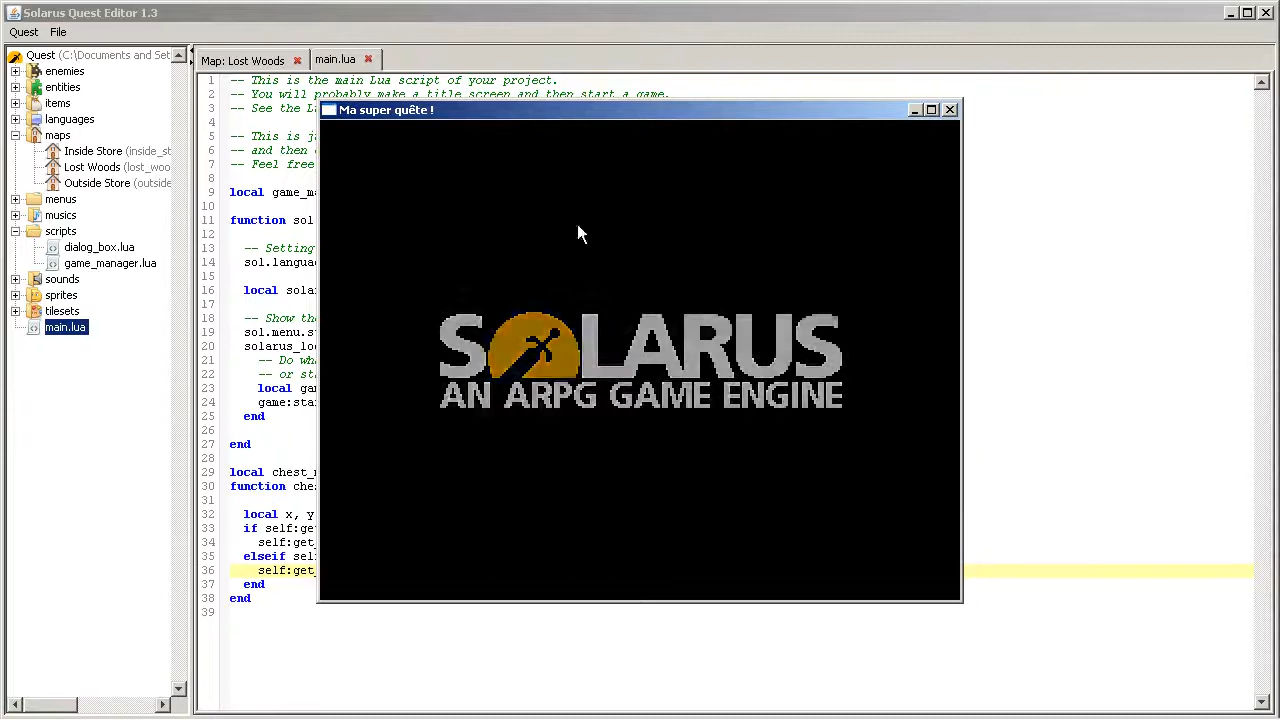 Solarus Quest Editor 1.3
Quest File
Quest (C:\Documents and Set
enemies
entities
items
languages
maps
Inside Store (inside_st
Lost Woods (lost_woo
Outside Store (outside
menus
musics
scripts
dialog_box.lua
game_manager.lua
sounds
sprites
tilesets
main.lua
Map: Lost Woods main.lua
1 -- This is the main Lua script of your project.
2 -- You will probably make a title screen and then start a game.
3 -- See the L
4
5 -- This is j
6 -- and then
7 -- Feel free
8
9 local game_ma
10
11 function sol
12
13 -- Setting
14 sol.langua
15
16 local sola
17
18 -- Show th
19 sol.menu.s
20 solarus_lo
21 -- Do wh
22 -- or st
23 local gam
24 game:sta
25 end
26
27 end
28
29 local chest_
30 function che
31
32 local x, y
33 if self:get
34 self:get_
35 elseif sel
36 self:get_
37 end
38 end
39
Ma super quête !
SOLARUS
AN ARPG GAME ENGINE